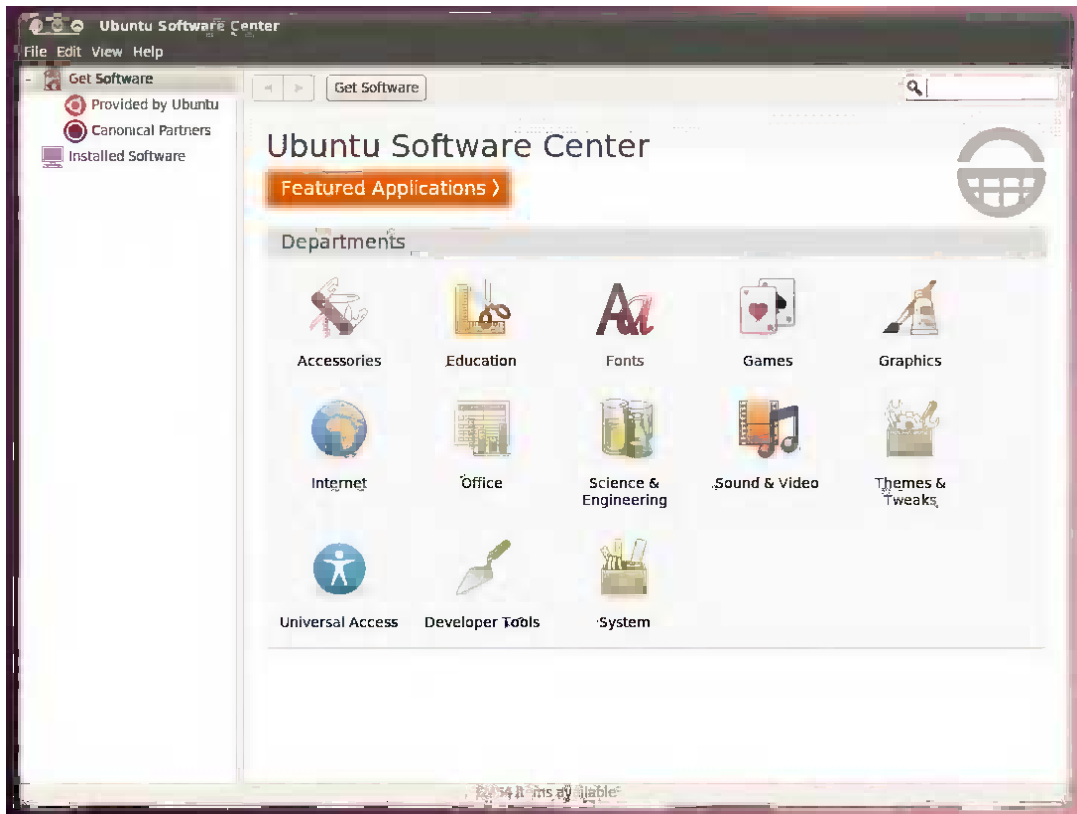 Ubuntu Software Center
File Edit View Help
Get Software
Provided by Ubuntu
Canonical Partners
Installed Software
Get Software
Ubuntu Software Center
Featured Applications >
Departments
Accessories
Education
Fonts
Games
Graphics
Internet
Office
Science &
Engineering
Sound & Video
Themes &
Tweaks
Universal Access
Developer Tools
System